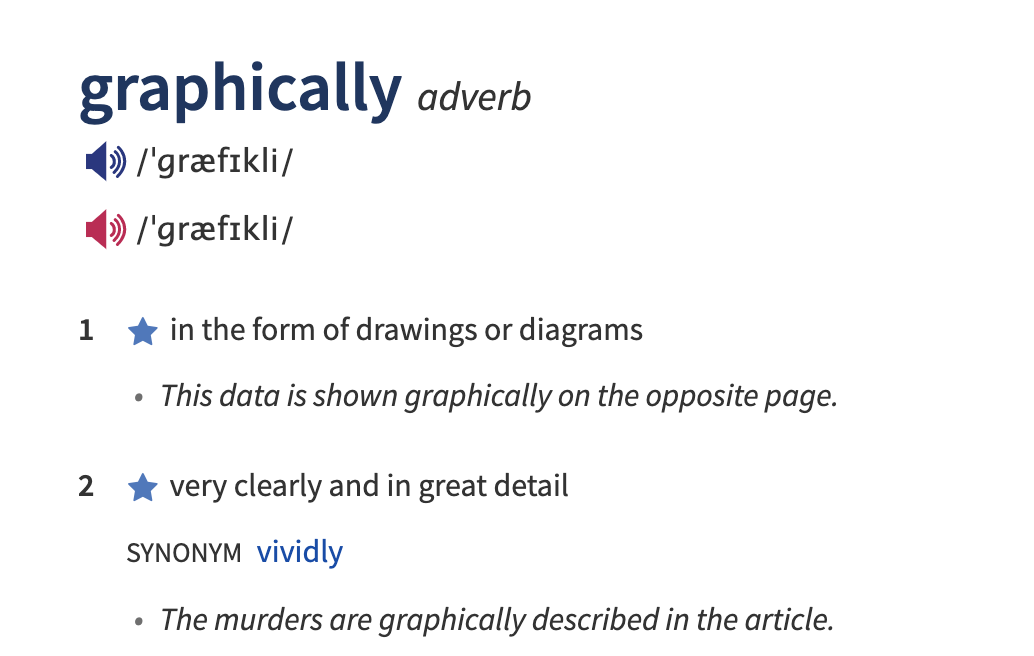 graphically adverb
/ˈɡræfɪkli/
/ˈɡræfɪkli/
1 in the form of drawings or diagrams
• This data is shown graphically on the opposite page.
2 very clearly and in great detail
SYNONYM vividly
• The murders are graphically described in the article.